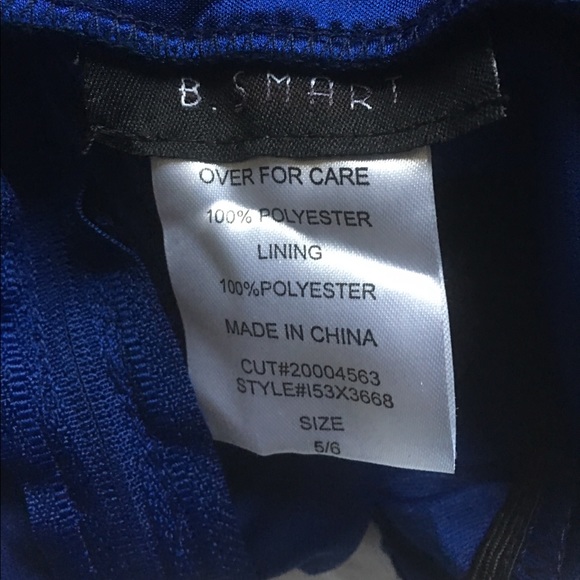 B. SMART
OVER FOR CARE
100% POLYESTER
LINING
100%POLYESTER
MADE IN CHINA
CUT#20004563
STYLE#I53X3668
SIZE
5/6